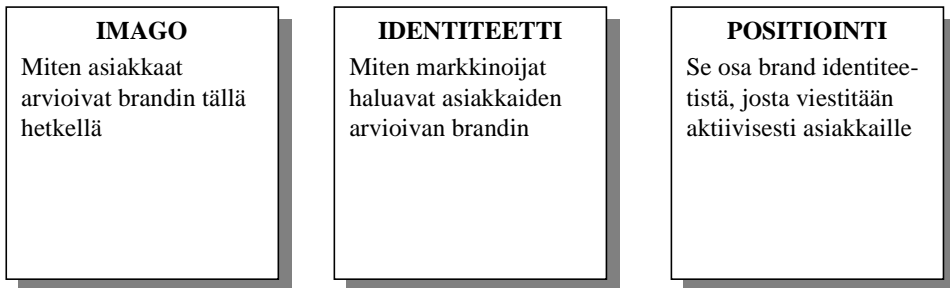 IMAGO
Miten asiakkaat
arvioivat brandin tällä
hetkellä
IDENTITEETTI
Miten markkinoijat
haluavat asiakkaiden
arvioivan brandin
POSITIOINTI
Se osa brand identitee-
tistä, josta viestitään
aktiivisesti asiakkaille